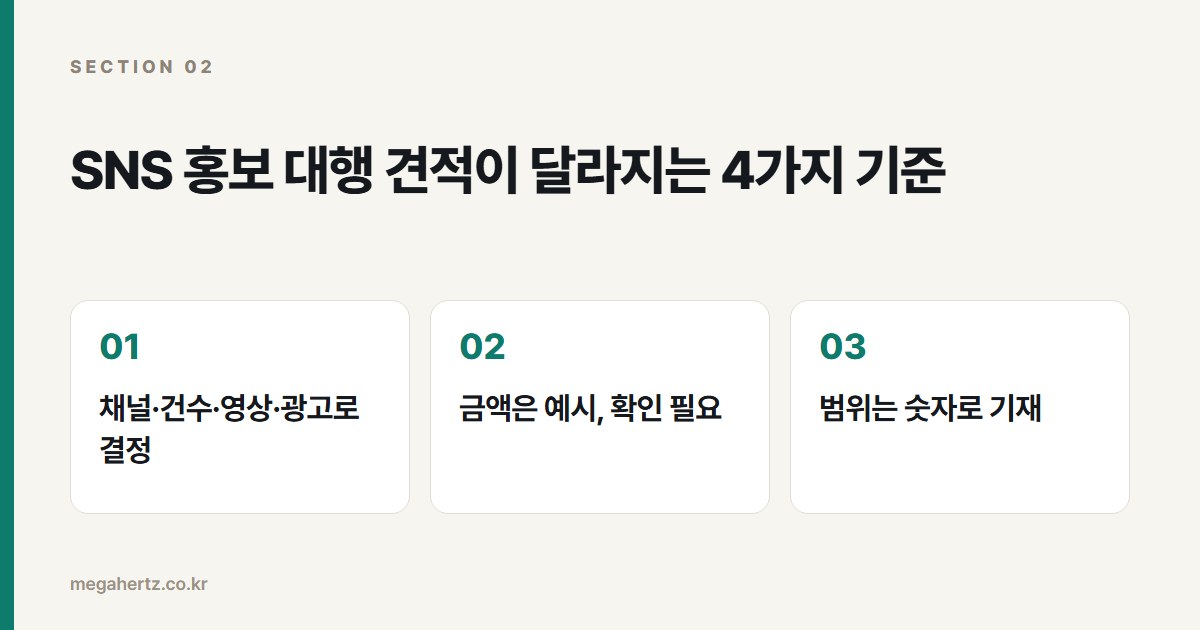 SECTION 02
SNS 홍보 대행 견적이 달라지는 4가지 기준
01
채널·건수·영상·광고로
결정
02
금액은 예시, 확인 필요
03
범위는 숫자로 기재
megahertz.co.kr